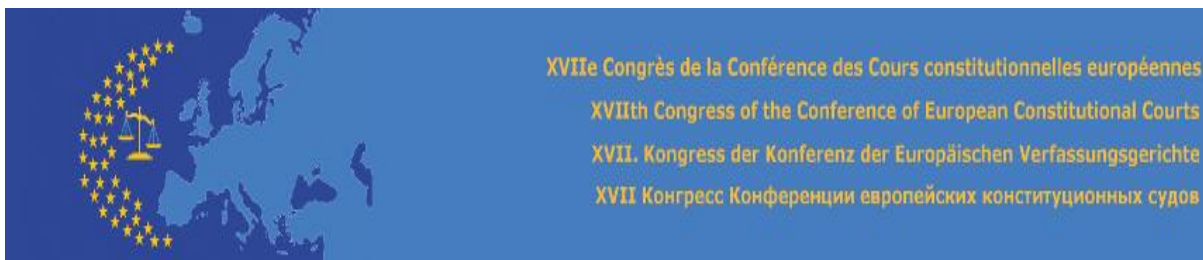 XVIIe Congrès de la Conférence des Cours constitutionnelles européennes
XVIIth Congress of the Conference of European Constitutional Courts
XVII. Kongress der Konferenz der Europäischen Verfassungsgerichte
XVII Конгресс Конференции европейских конституционных судов